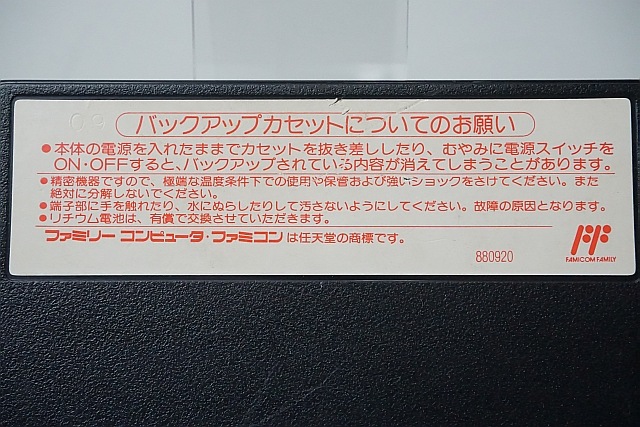 バックアップカセットについてのお願い
●本体の電源を入れたままでカセットを抜き差ししたり、むやみに電源スイッチを
ON・OFFすると、バックアップされている内容が消えてしまうことがあります。
●精密機器ですので、極端な温度条件下での使用や保管および強いショックをさけてください。また
絶対に分解しないでください。
●端子部に手を触れたり、水にぬらしたりして汚さないようにしてください。故障の原因となります。
●リチウム電池は、有償で交換させていただきます。
ファミリーコンピュータ・ファミコンは任天堂の商標です。
880920
FAMICOM FAMILY